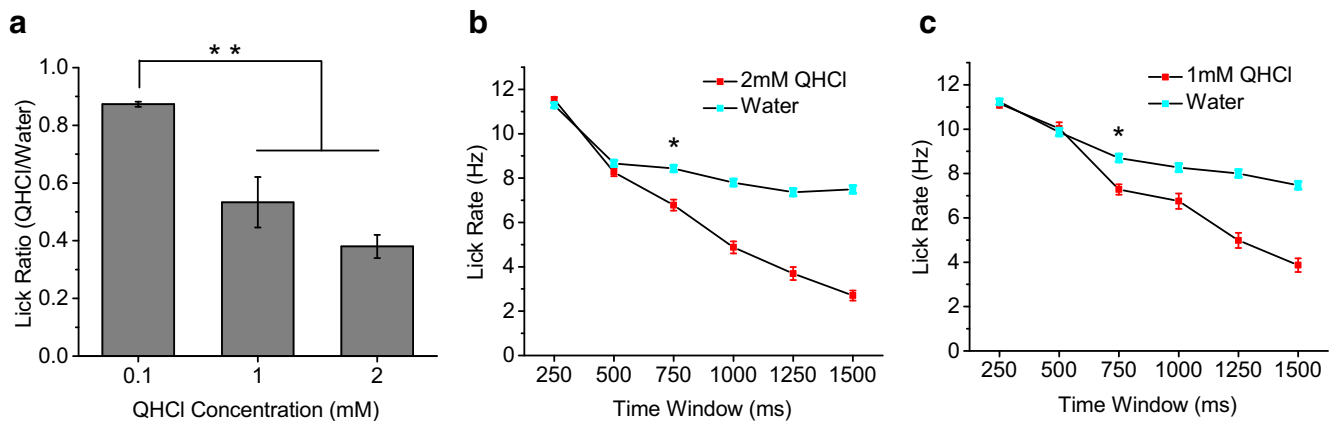 a
* *
1.0
0.8
0.6
0.4
0.2
0.0
Lick Ratio (QHCl/Water)
0.1 1 2
QHCl Concentration (mM)
b
2mM QHCl
Water
*
12
10
8
6
4
2
0
Lick Rate (Hz)
250 500 750 1000 1250 1500
Time Window (ms)
c
1mM QHCl
Water
*
12
10
8
6
4
2
0
Lick Rate (Hz)
250 500 750 1000 1250 1500
Time Window (ms)